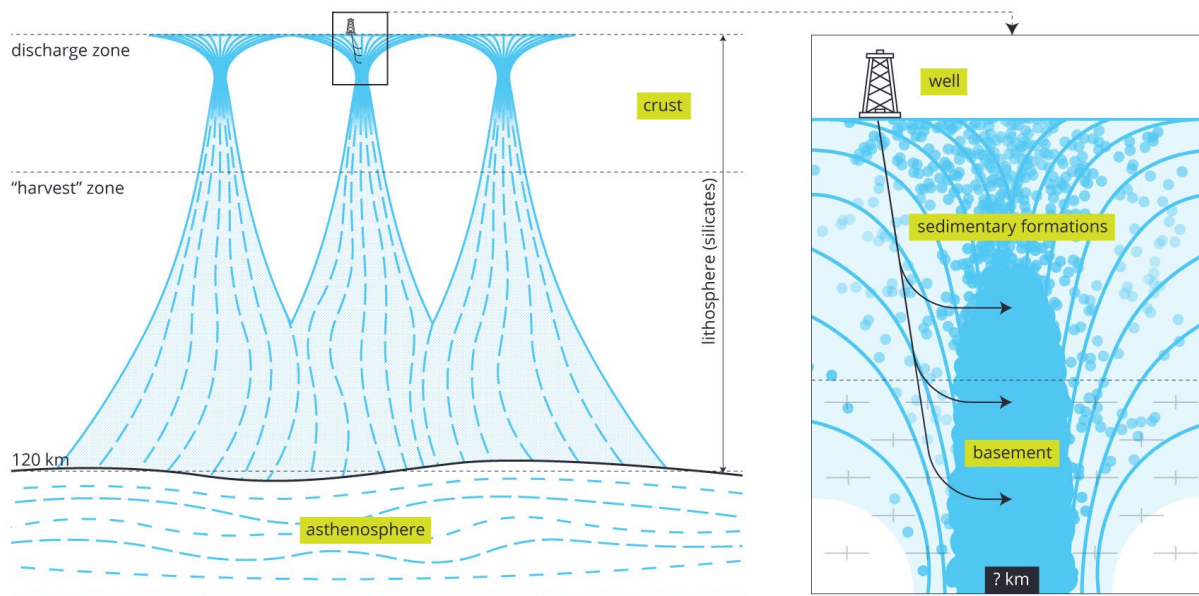 discharge zone
crust
“harvest” zone
lithosphere (silicates)
120 km
asthenosphere
well
sedimentary formations
basement
? km